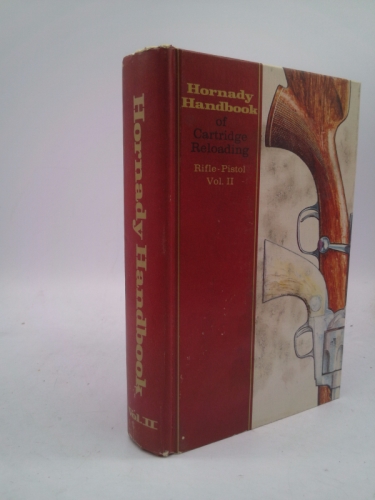 Hornady
Handbook
of
Cartridge
Reloading
Rifle-Pistol
Vol. II
Hornady Handbook
Vol. II